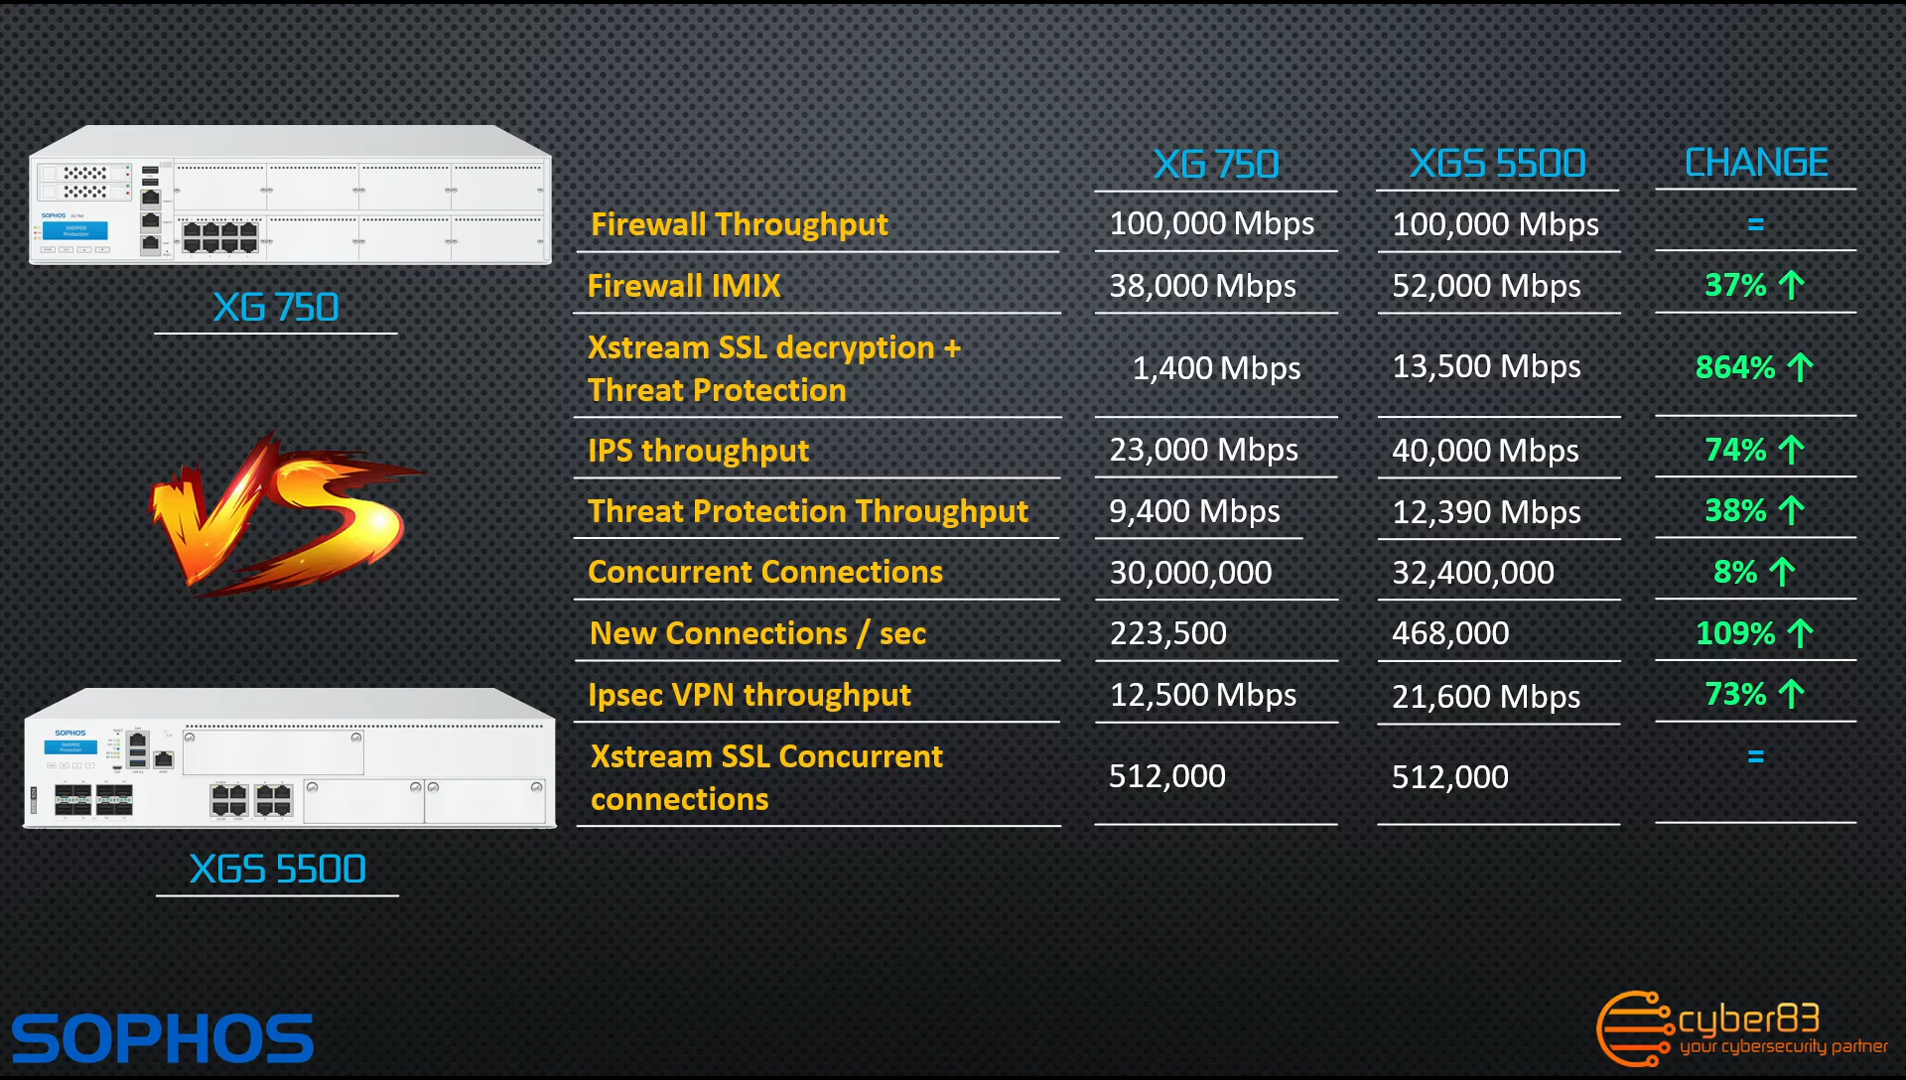 XG 750 XGS 5500 CHANGE
Firewall Throughput 100,000 Mbps 100,000 Mbps =
Firewall IMIX 38,000 Mbps 52,000 Mbps 37% ↑
Xstream SSL decryption +
Threat Protection 1,400 Mbps 13,500 Mbps 864% ↑
IPS throughput 23,000 Mbps 40,000 Mbps 74% ↑
Threat Protection Throughput 9,400 Mbps 12,390 Mbps 38% ↑
Concurrent Connections 30,000,000 32,400,000 8% ↑
New Connections / sec 223,500 468,000 109% ↑
Ipsec VPN throughput 12,500 Mbps 21,600 Mbps 73% ↑
Xstream SSL Concurrent
connections 512,000 512,000 =
SOPHOS
XG 750
VS
SOPHOS
XGS 5500
SOPHOS
cyber83
your cybersecurity partner